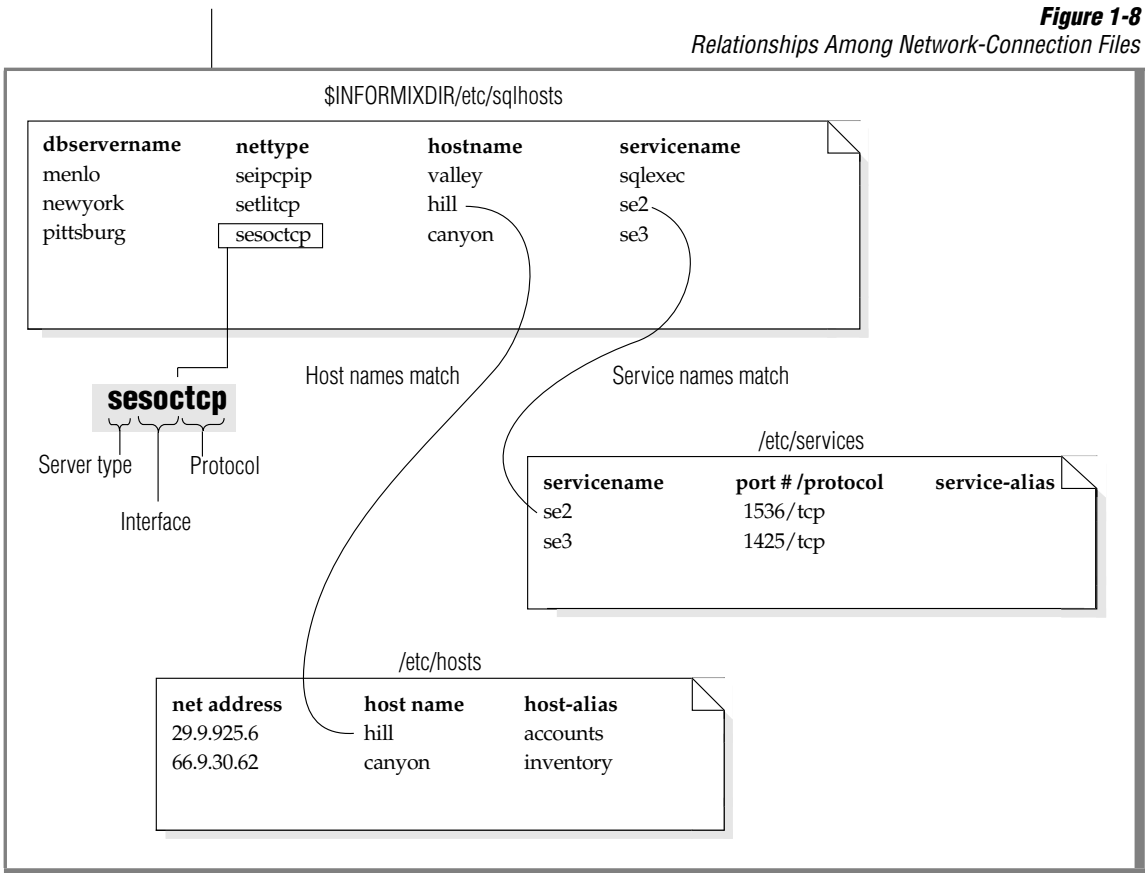 Figure 1-8
Relationships Among Network-Connection Files
$INFORMIXDIR/etc/sqlhosts
dbservername nettype hostname servicename
menlo seipcpip valley sqlexec
newyork setlitcp hill se2
pittsburg sesoctcp canyon se3
Host names match
Service names match
sesoctcp
Server type
Protocol
Interface
/etc/services
servicename port # /protocol service-alias
se2 1536/tcp
se3 1425/tcp
/etc/hosts
net address host name host-alias
29.9.925.6 hill accounts
66.9.30.62 canyon inventory